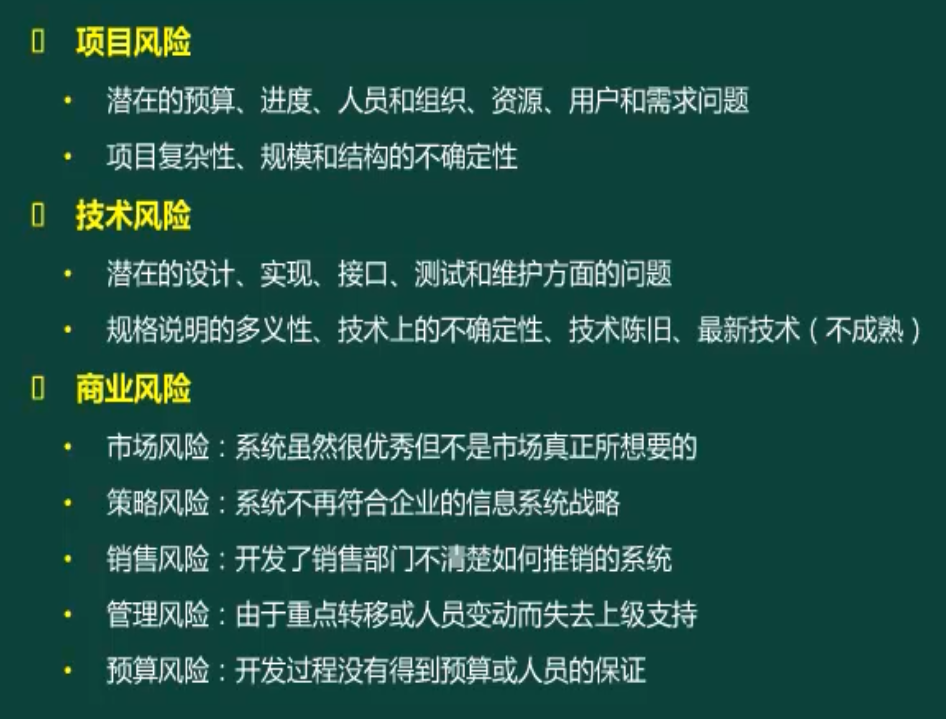 项目风险
• 潜在的预算、进度、人员和组织、资源、用户和需求问题
• 项目复杂性、规模和结构的不确定性
技术风险
• 潜在的设计、实现、接口、测试和维护方面的问题
• 规格说明的多义性、技术上的不确定性、技术陈旧、最新技术（不成熟）
商业风险
• 市场风险：系统虽然很优秀但不是市场真正所想要的
• 策略风险：系统不再符合企业的信息系统战略
• 销售风险：开发了销售部门不清楚如何推销的系统
• 管理风险：由于重点转移或人员变动而失去上级支持
• 预算风险：开发过程没有得到预算或人员的保证